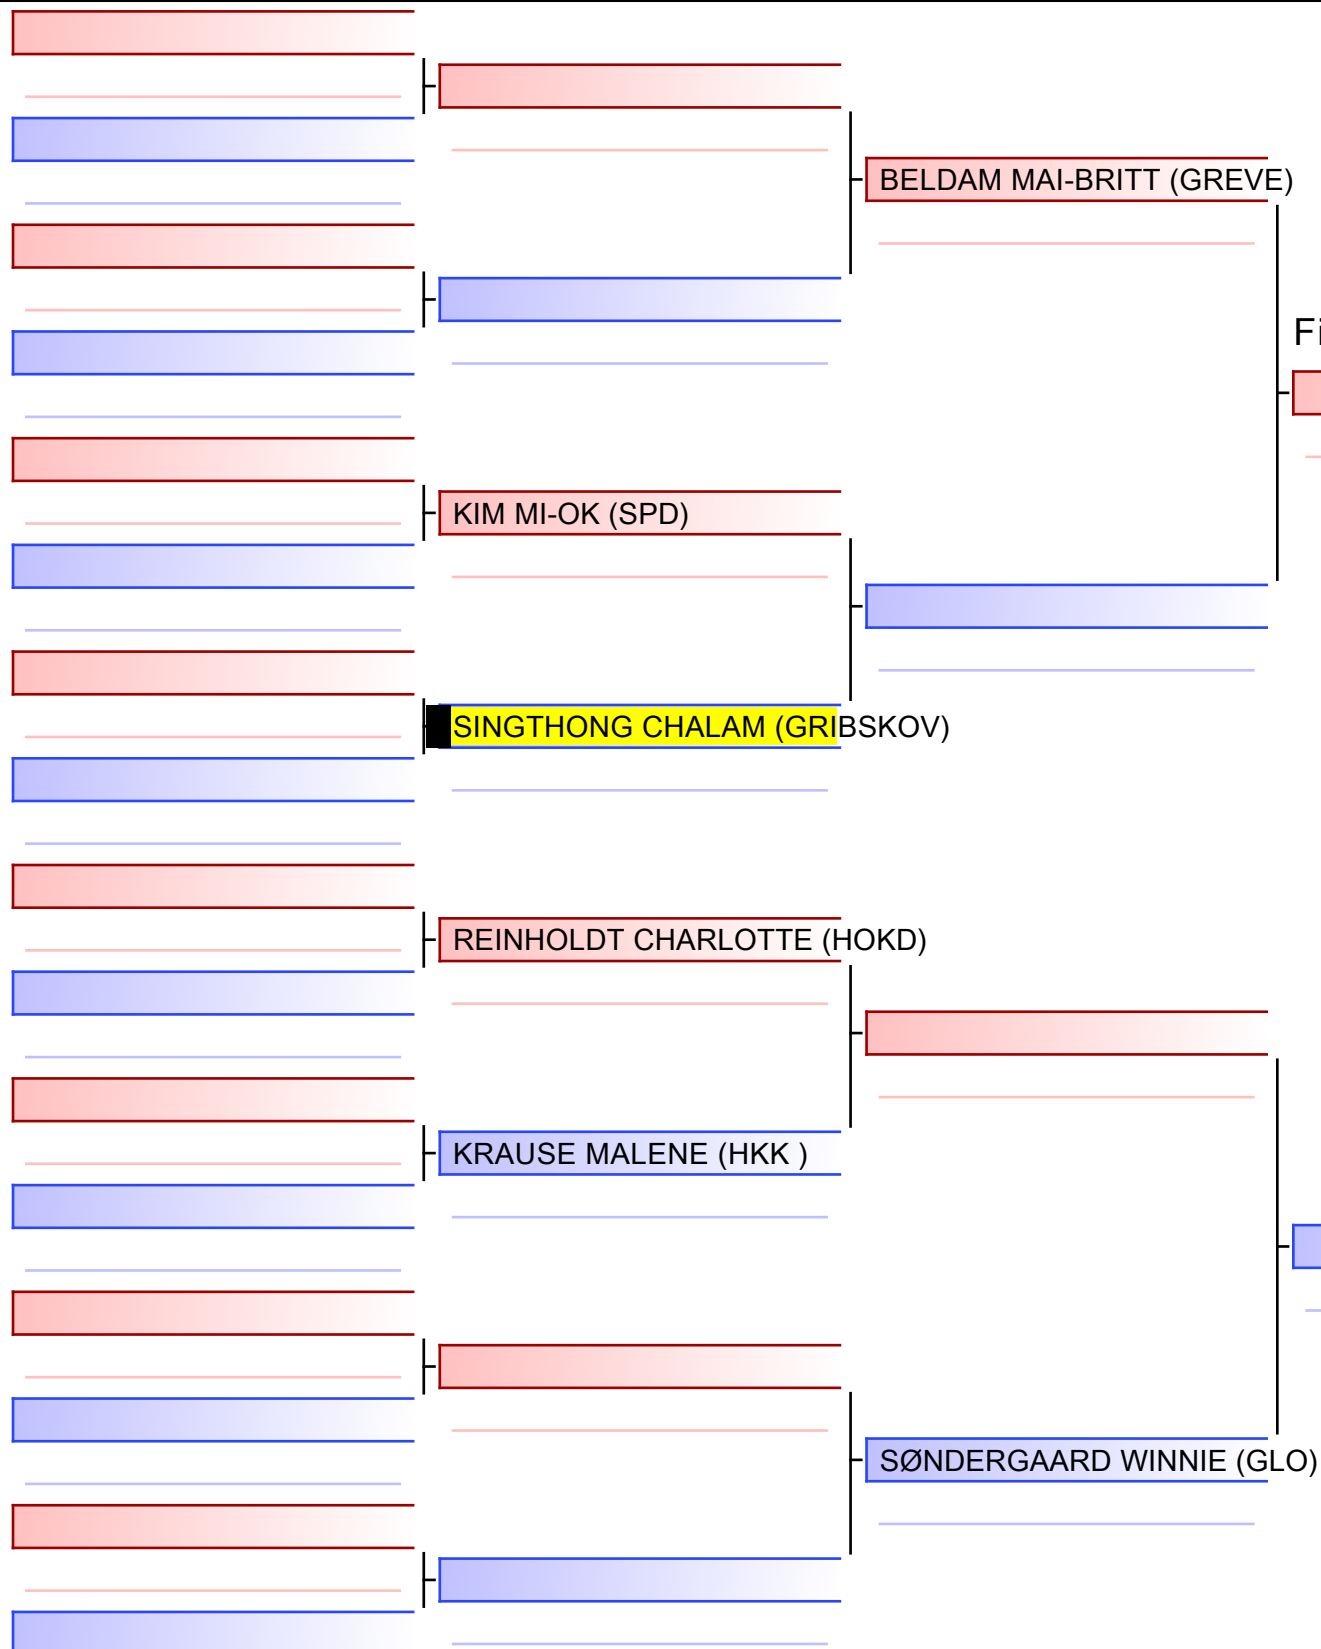 BELDAM MAI-BRITT (GREVE)
Fi
KIM MI-OK (SPD)
SINGTHONG CHALAM (GRIBSKOV)
REINHOLDT CHARLOTTE (HOKD)
KRAUSE MALENE (HKK )
SØNDERGAARD WINNIE (GLO)